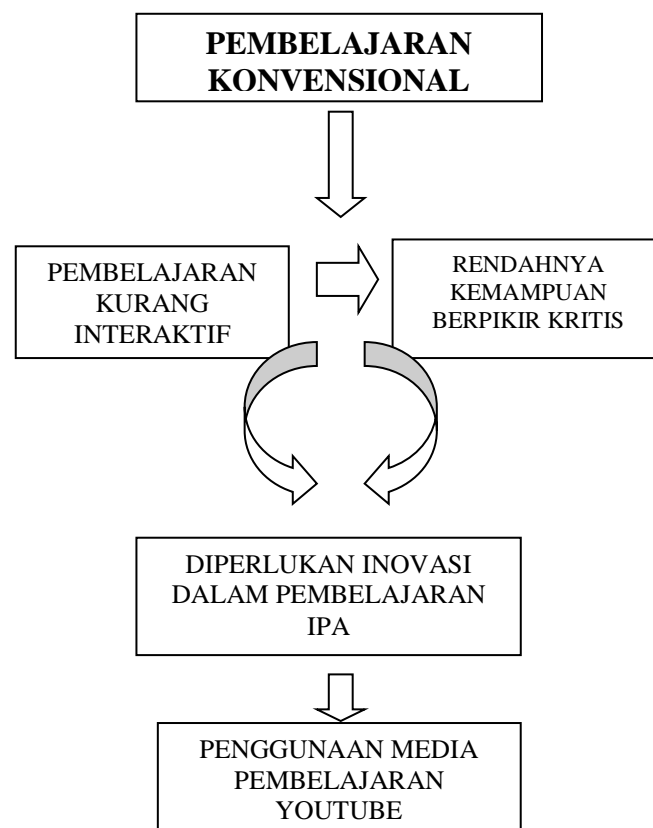 PEMBELAJARAN
KONVENSIONAL
PEMBELAJARAN
KURANG
INTERAKTIF
RENDAHNYA
KEMAMPUAN
BERPIKIR KRITIS
DIPERLUKAN INOVASI
DALAM PEMBELAJARAN
IPA
PENGGUNAAN MEDIA
PEMBELAJARAN
YOUTUBE